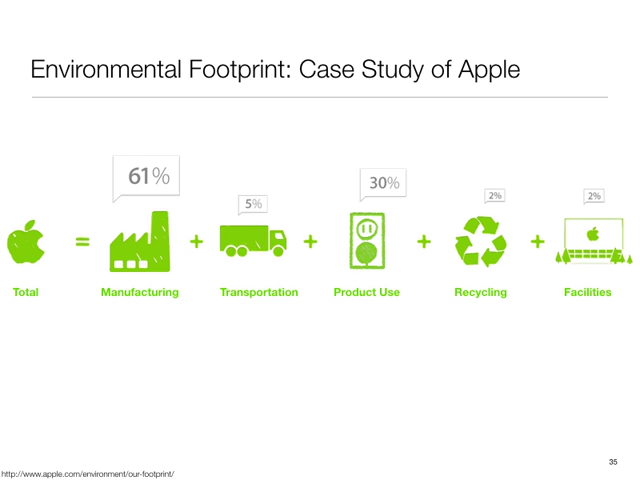 Environmental Footprint: Case Study of Apple
61%
5%
30%
2%
2%
=
+
+
+
+
Total
Manufacturing
Transportation
Product Use
Recycling
Facilities
35
http://www.apple.com/environment/our-footprint/